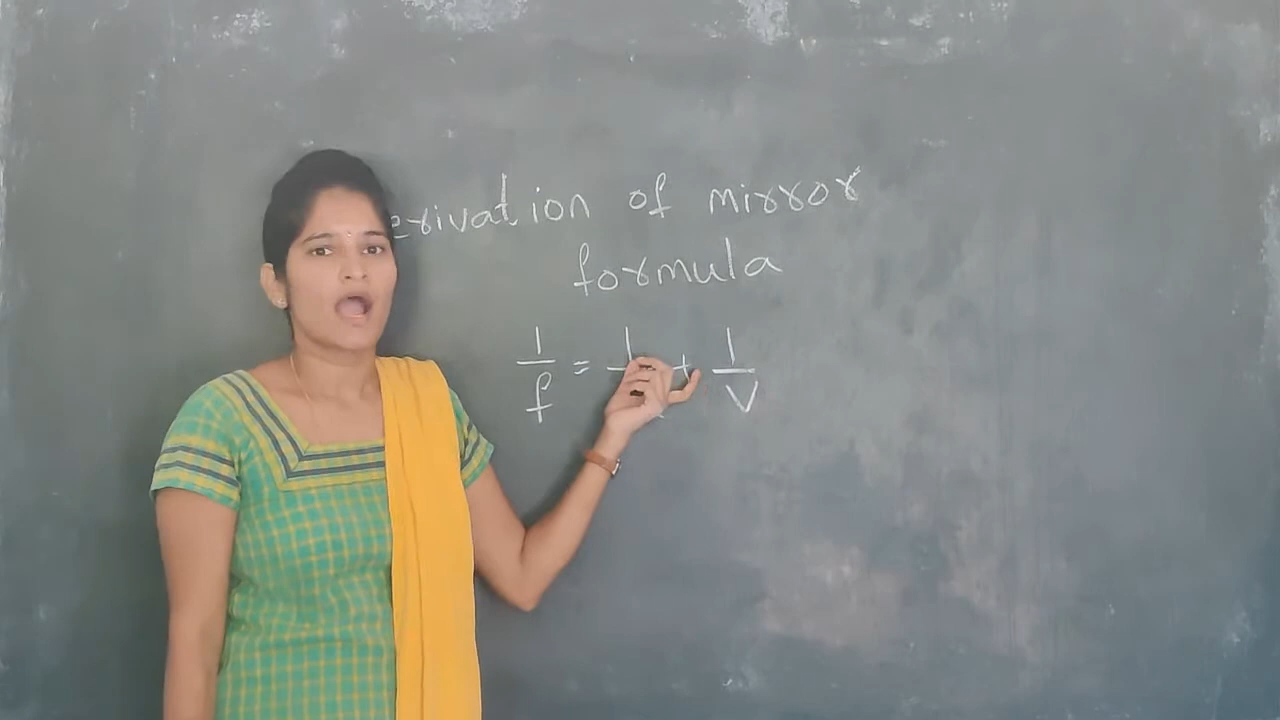 erivation of mirror
formula
1/f = 1/ + 1/v